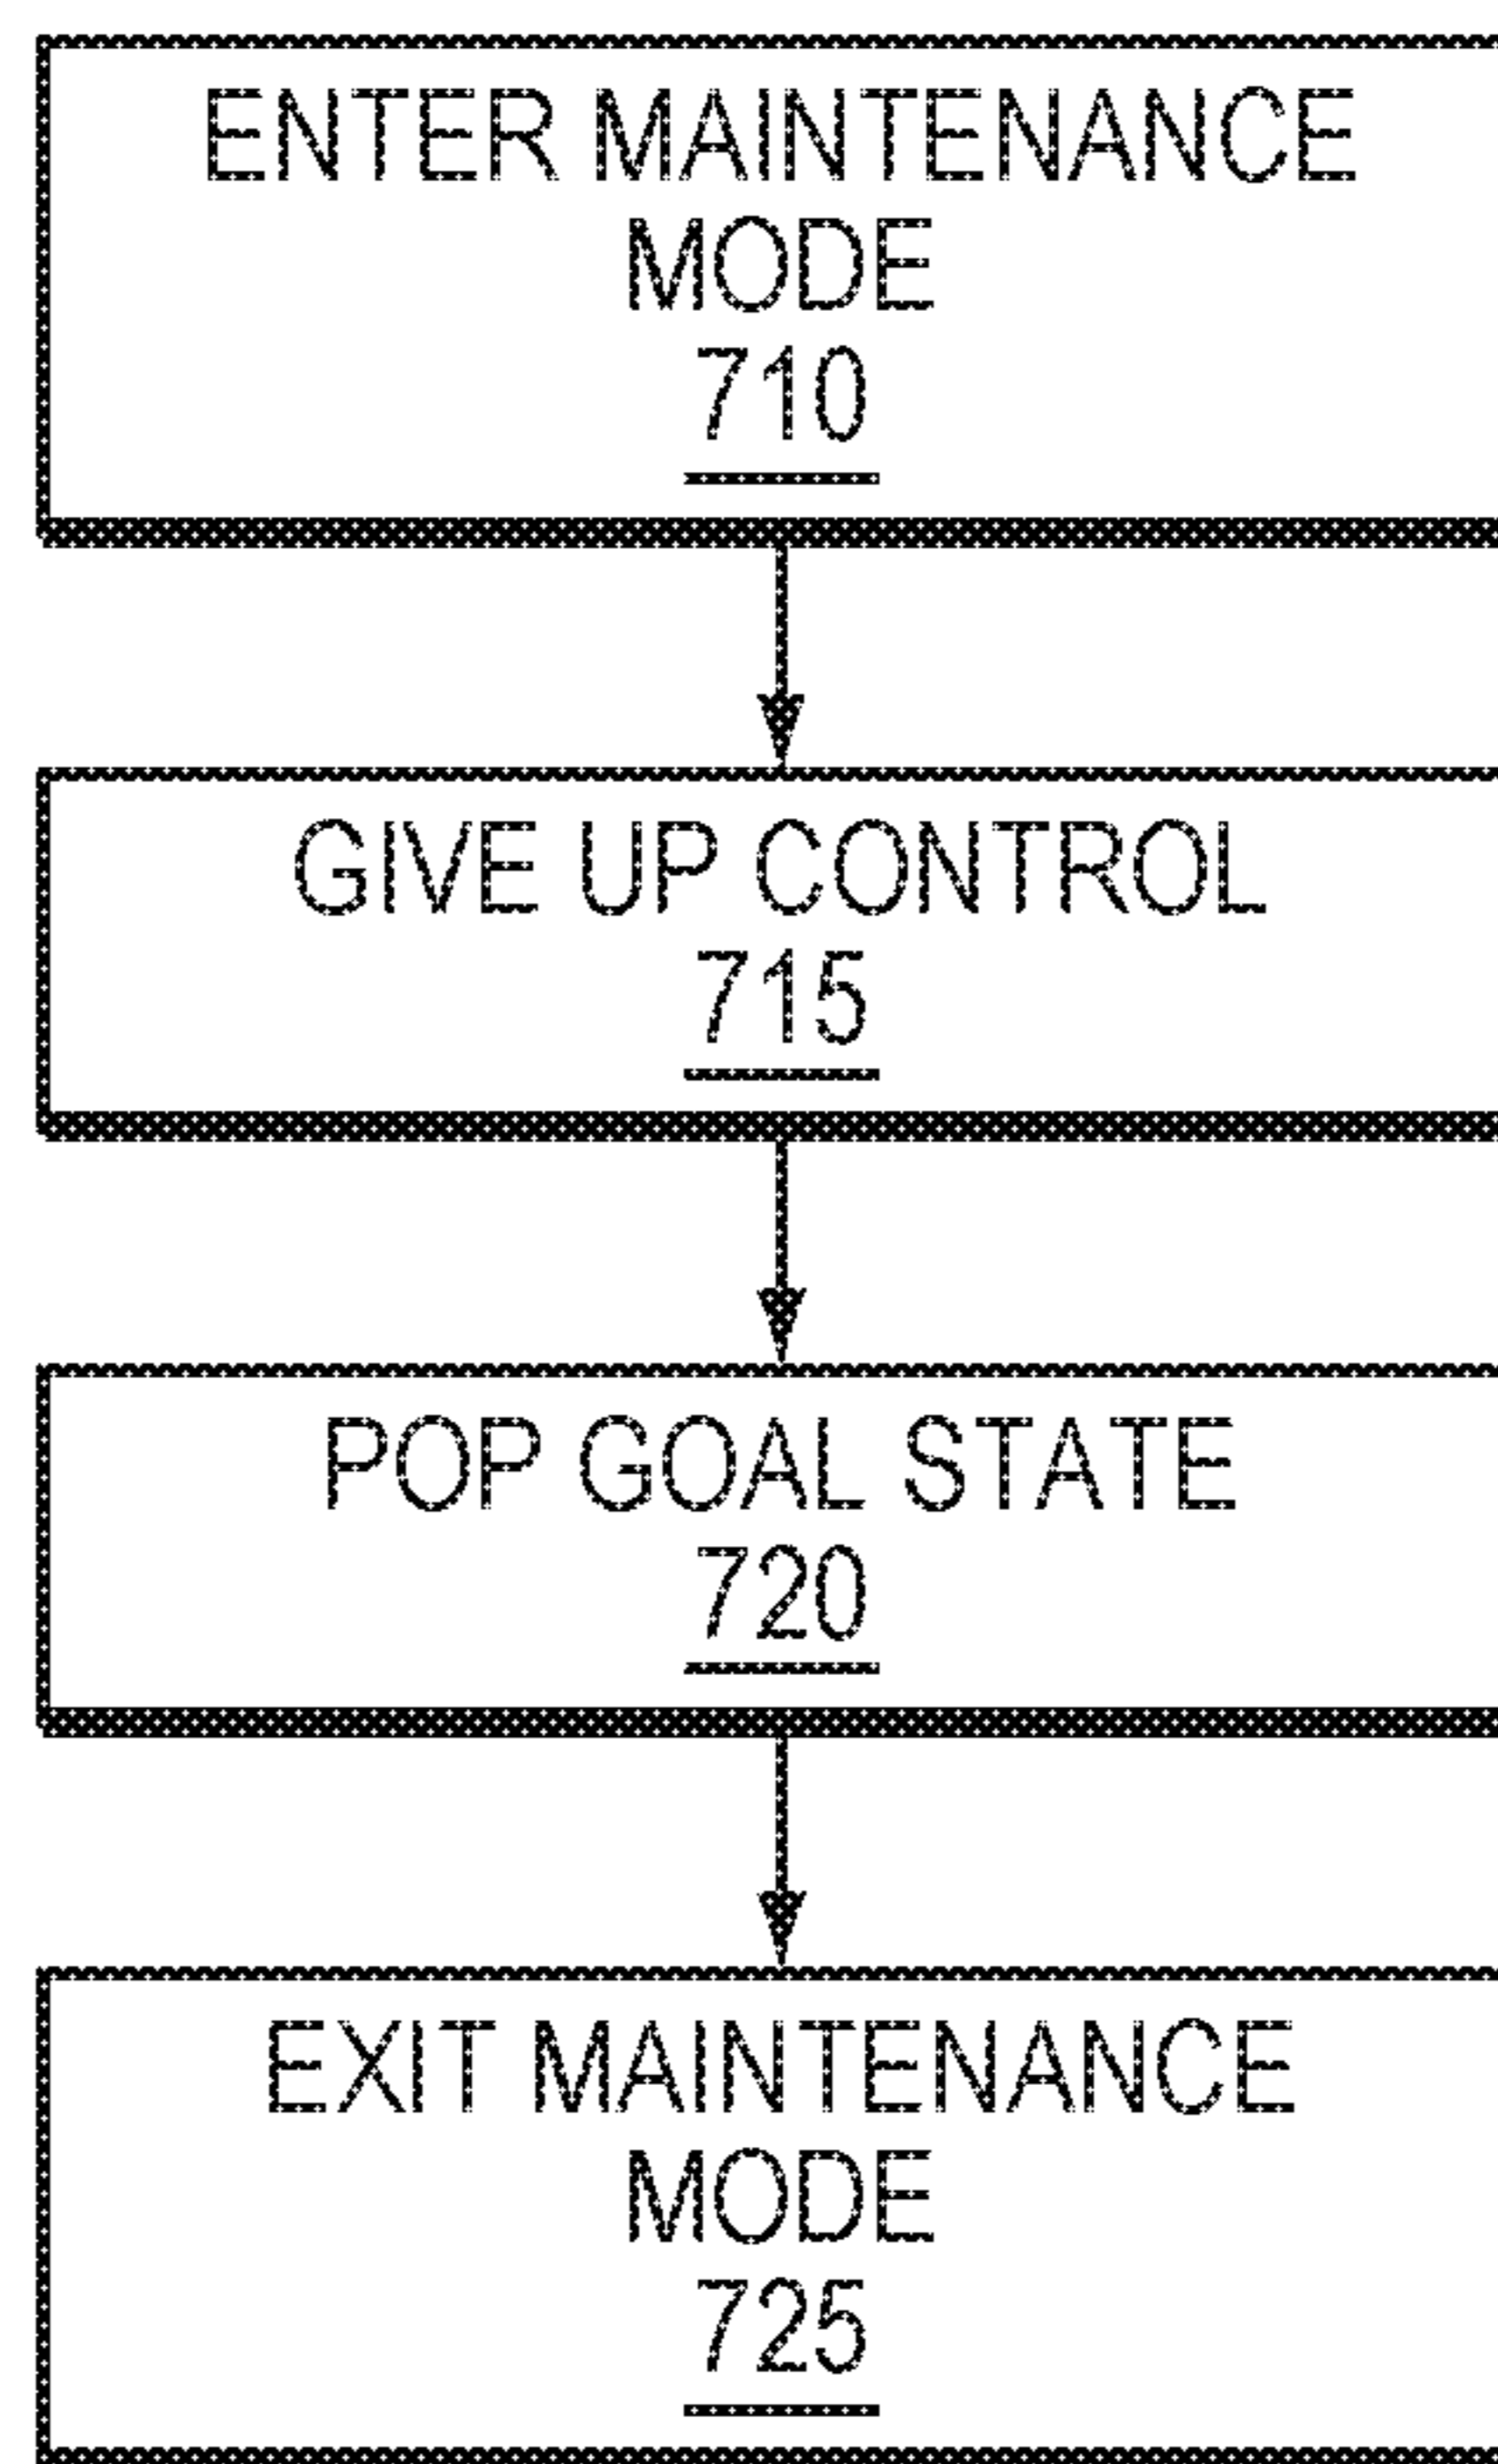 ENTER MAINTENANCE
MODE
710
GIVE UP CONTROL
715
POP GOAL STATE
720
EXIT MAINTENANCE
MODE
725